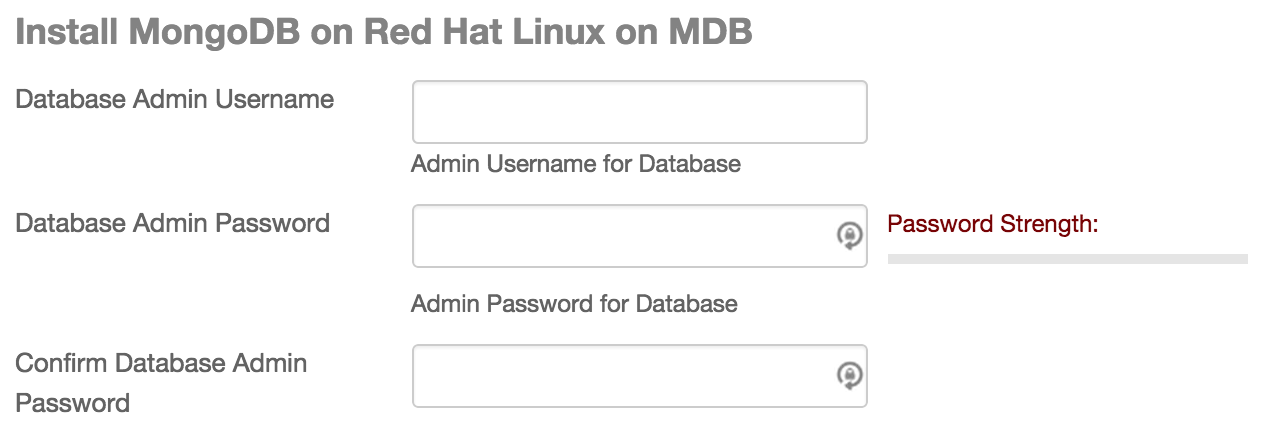 Install MongoDB on Red Hat Linux on MDB
Database Admin Username
Admin Username for Database
Database Admin Password
Password Strength:
Admin Password for Database
Confirm Database Admin
Password